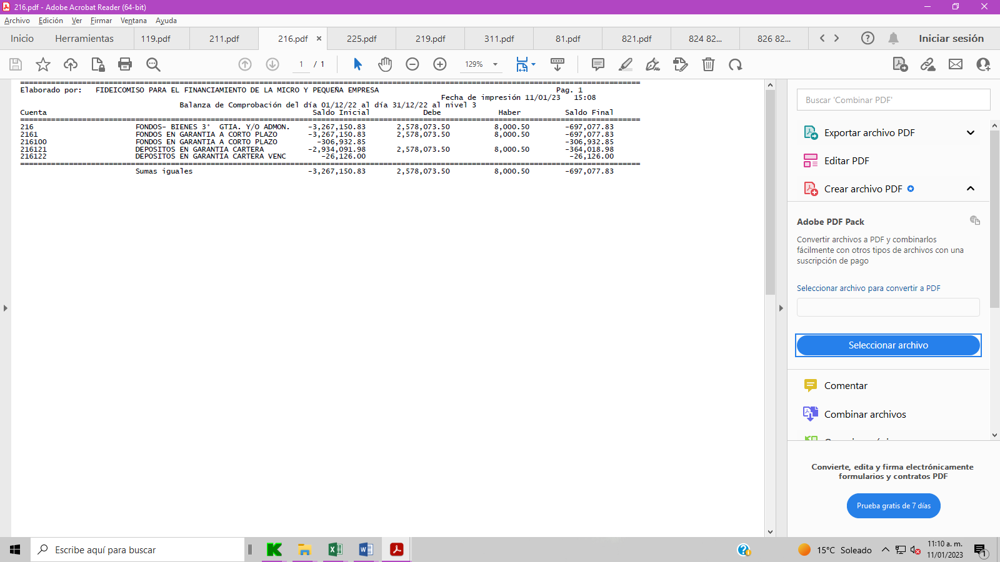 216.pdf - Adobe Acrobat Reader (64-bit)
Archivo Edición Ver Firmar Ventana Ayuda
Inicio Herramientas 119.pdf 211.pdf 216.pdf × 225.pdf 219.pdf 311.pdf 81.pdf 821.pdf 824 82... 826 82... Iniciar sesión
1 / 1 129%
Elaborado por: FIDEICOMISO PARA EL FINANCIAMIENTO DE LA MICRO Y PEQUEÑA EMPRESA Pag. 1
Fecha de impresión 11/01/23 15:08
Balanza de Comprobación del día 01/12/22 al día 31/12/22 al nivel 3
Cuenta Saldo Inicial Debe Haber Saldo Final
216 FONDOS- BIENES 3° GTIA. Y/O ADMON. -3,267,150.83 2,578,073.50 8,000.50 -697,077.83
2161 FONDOS EN GARANTIA A CORTO PLAZO -3,267,150.83 2,578,073.50 8,000.50 -697,077.83
216100 FONDOS EN GARANTIA A CORTO PLAZO -306,932.85 -306,932.85
216121 DEPOSITOS EN GARANTIA CARTERA -2,934,091.98 2,578,073.50 8,000.50 -364,018.98
216122 DEPOSITOS EN GARANTIA CARTERA VENC -26,126.00 -26,126.00
Sumas iguales -3,267,150.83 2,578,073.50 8,000.50 -697,077.83
Buscar 'Combinar PDF'
Exportar archivo PDF
Editar PDF
Crear archivo PDF
Adobe PDF Pack
Convertir archivos a PDF y combinarlos
fácilmente con otros tipos de archivos con una
suscripción de pago
Seleccionar archivo para convertir a PDF
Seleccionar archivo
Comentar
Combinar archivos
Convierte, edita y firma electrónicamente
formularios y contratos PDF
Prueba gratis de 7 días
Escribe aquí para buscar
15°C Soleado
11:10 a. m.
11/01/2023
1